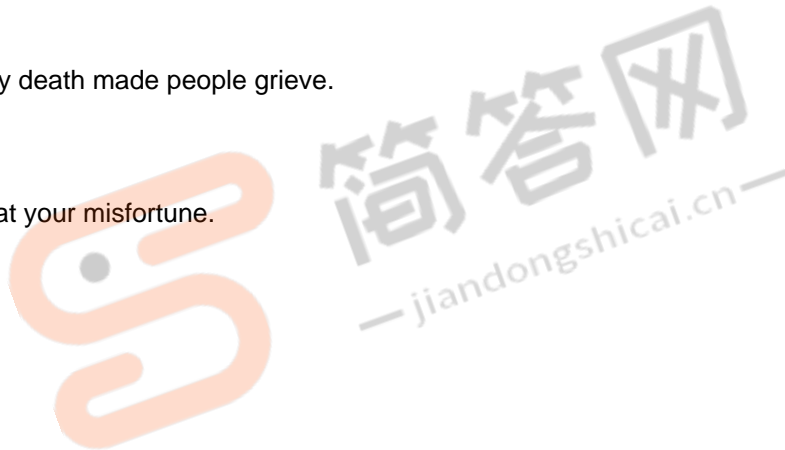 y death made people grieve.
at your misfortune.
简答网
jiandongshicai.cn